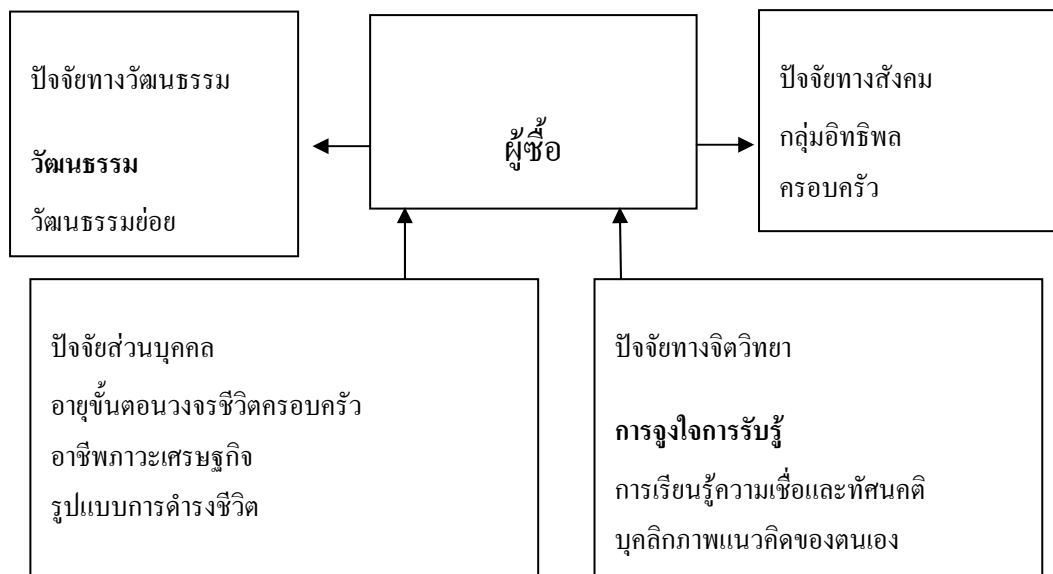 ปัจจัยทางวัฒนธรรม
วัฒนธรรม
วัฒนธรรมย่อย
ผู้ซื้อ
ปัจจัยทางสังคม
กลุ่มอิทธิพล
ครอบครัว
ปัจจัยส่วนบุคคล
อายุขั้นตอนวงจรชีวิตครอบครัว
อาชีพภาวะเศรษฐกิจ
รูปแบบการดำรงชีวิต
ปัจจัยทางจิตวิทยา
การจูงใจการรับรู้
การเรียนรู้ความเชื่อและทัศนคติ
บุคลิกภาพแนวคิดของตนเอง